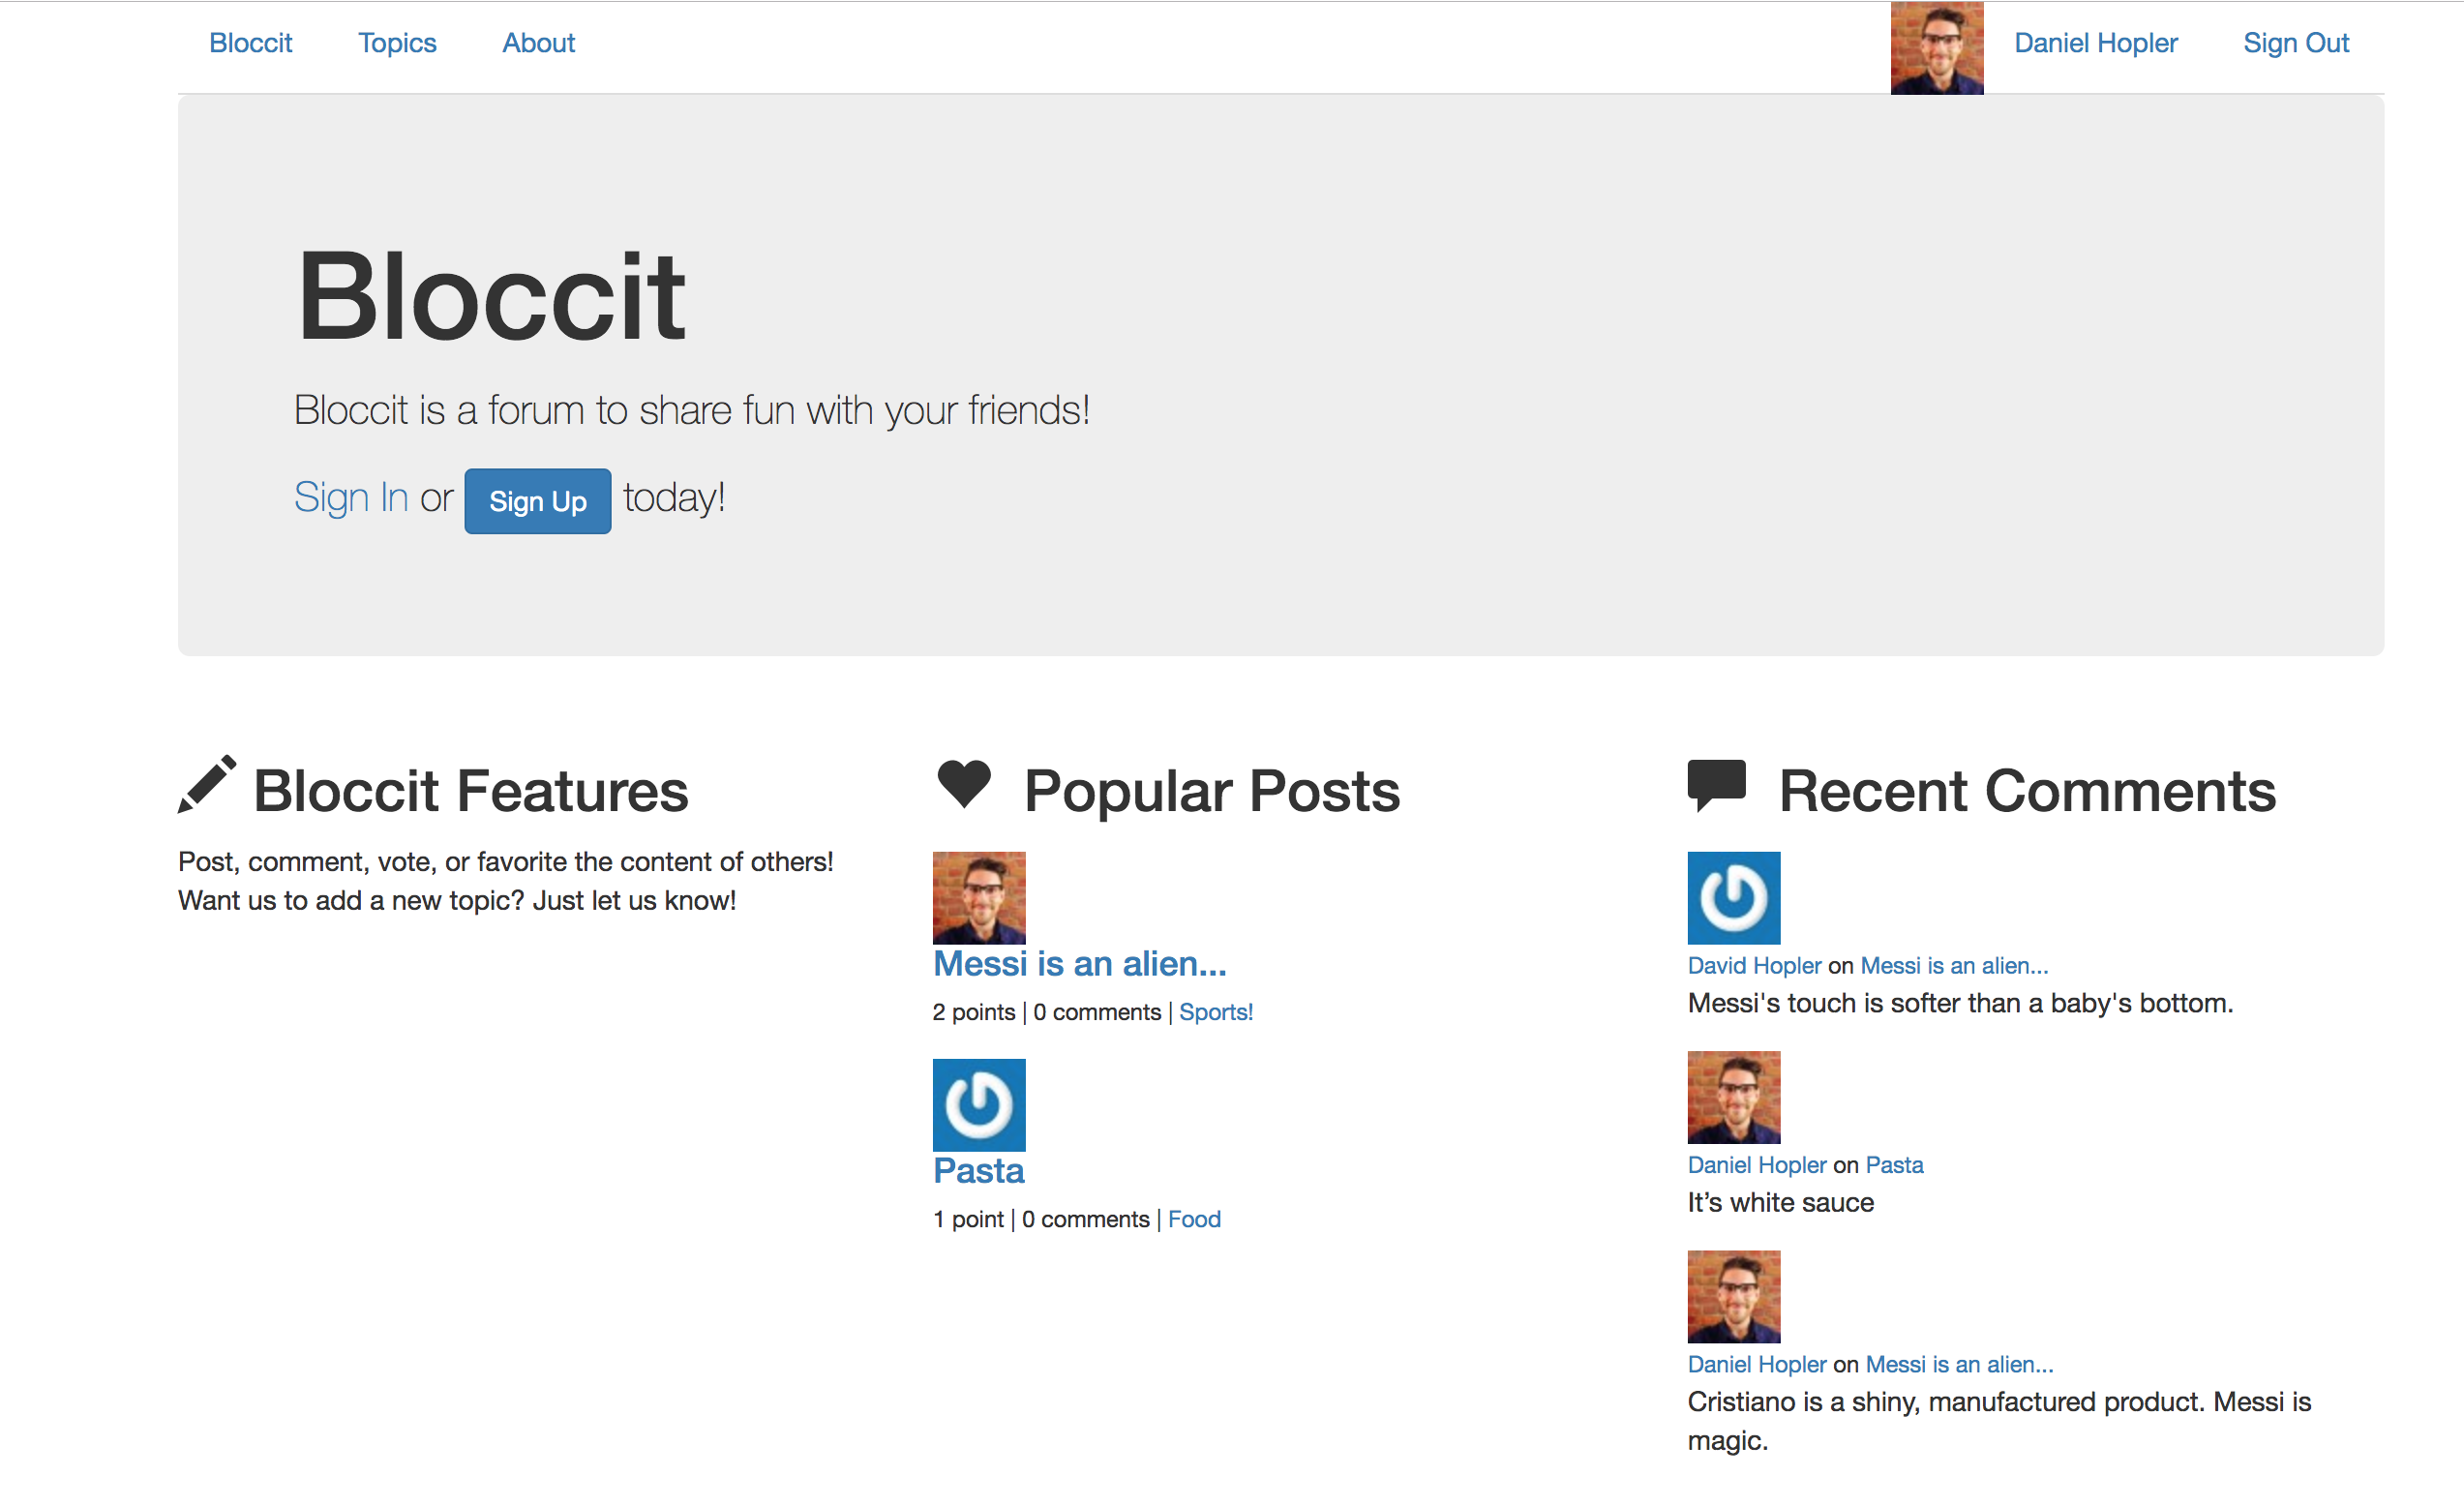 Bloccit Topics About Daniel Hopler Sign Out
Bloccit
Bloccit is a forum to share fun with your friends!
Sign In or Sign Up today!
Bloccit Features
Post, comment, vote, or favorite the content of others!
Want us to add a new topic? Just let us know!
Popular Posts
Messi is an alien...
2 points | 0 comments | Sports!
Pasta
1 point | 0 comments | Food
Recent Comments
David Hopler on Messi is an alien...
Messi's touch is softer than a baby's bottom.
Daniel Hopler on Pasta
It’s white sauce
Daniel Hopler on Messi is an alien...
Cristiano is a shiny, manufactured product. Messi is
magic.